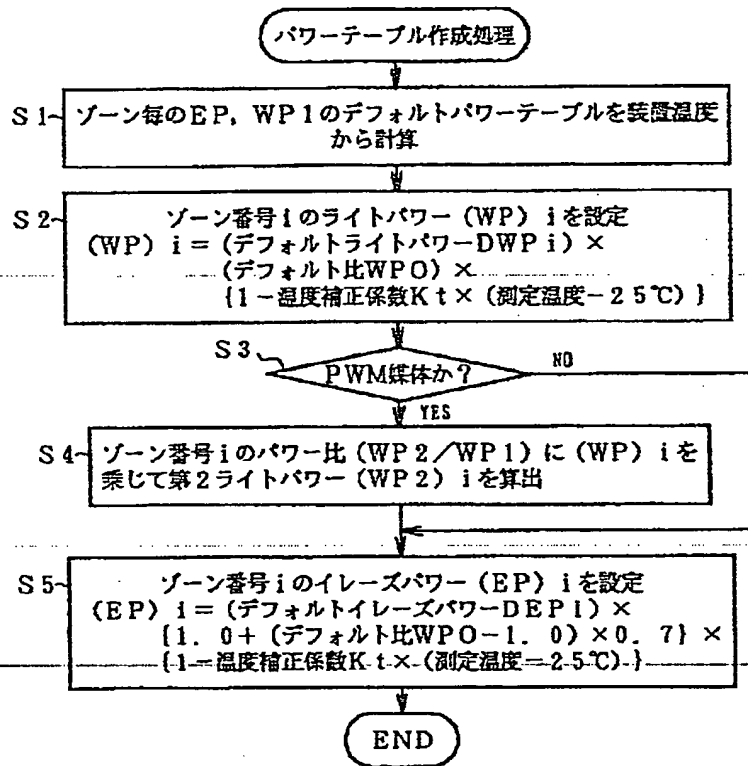 パワーテーブル作成処理
S1
ゾーン毎のEP,WP1のデフォルトパワーテーブルを装置温度
から計算
S2
ゾーン番号iのライトパワー(WP)iを設定
(WP)i=(デフォルトライトパワーDWPi)×
(デフォルト比WPO)×
{1-温度補正係数Kt×(測定温度-25℃)}
S3
PWM媒体か?
NO
YES
S4
ゾーン番号iのパワー比(WP2/WP1)に(WP)iを
乗じて第2ライトパワー(WP2)iを算出
S5
ゾーン番号iのイレーズパワー(EP)iを設定
(EP)i=(デフォルトイレーズパワーDEPi)×
{1.0+(デフォルト比WPO-1.0)×0.7}×
{1-温度補正係数Kt×(測定温度-25℃)}
END